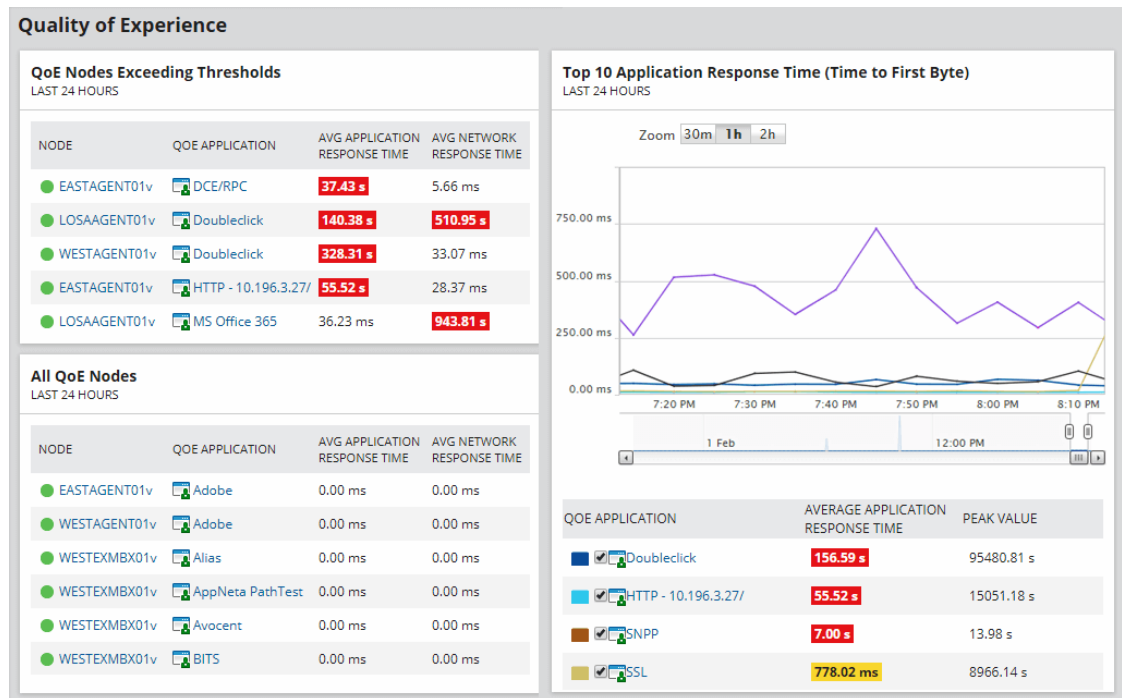 Quality of Experience
QoE Nodes Exceeding Thresholds
LAST 24 HOURS
NODE QOE APPLICATION AVG APPLICATION RESPONSE TIME AVG NETWORK RESPONSE TIME
EASTAGENT01v DCE/RPC 37.43 s 5.66 ms
LOSAAGENT01v Doubleclick 140.38 s 510.95 s
WESTAGENT01v Doubleclick 328.31 s 33.07 ms
EASTAGENT01v HTTP - 10.196.3.27/ 55.52 s 28.37 ms
LOSAAGENT01v MS Office 365 36.23 ms 943.81 s
All QoE Nodes
LAST 24 HOURS
NODE QOE APPLICATION AVG APPLICATION RESPONSE TIME AVG NETWORK RESPONSE TIME
EASTAGENT01v Adobe 0.00 ms 0.00 ms
WESTAGENT01v Adobe 0.00 ms 0.00 ms
WESTEXMBX01v Alias 0.00 ms 0.00 ms
WESTEXMBX01v AppNeta PathTest 0.00 ms 0.00 ms
WESTEXMBX01v Avocent 0.00 ms 0.00 ms
WESTEXMBX01v BITS 0.00 ms 0.00 ms
Top 10 Application Response Time (Time to First Byte)
LAST 24 HOURS
Zoom 30m 1h 2h
750.00 ms
500.00 ms
250.00 ms
0.00 ms
7:20 PM 7:30 PM 7:40 PM 7:50 PM 8:00 PM 8:10 PM
1 Feb 12:00 PM
QOE APPLICATION AVERAGE APPLICATION RESPONSE TIME PEAK VALUE
Doubleclick 156.59 s 95480.81 s
HTTP - 10.196.3.27/ 55.52 s 15051.18 s
SNPP 7.00 s 13.98 s
SSL 778.02 ms 8966.14 s